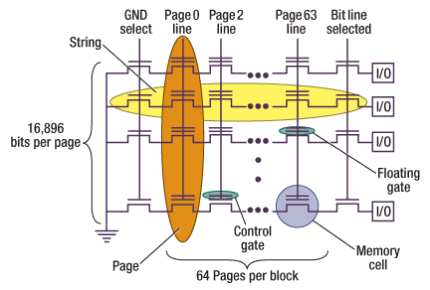 GND
select
Page 0
line
Page 2
line
Page 63
line
Bit line
selected
String
I/O
I/O
16,896
bits per page
I/O
Floating
gate
I/O
Control
gate
Memory
cell
Page
64 Pages per block